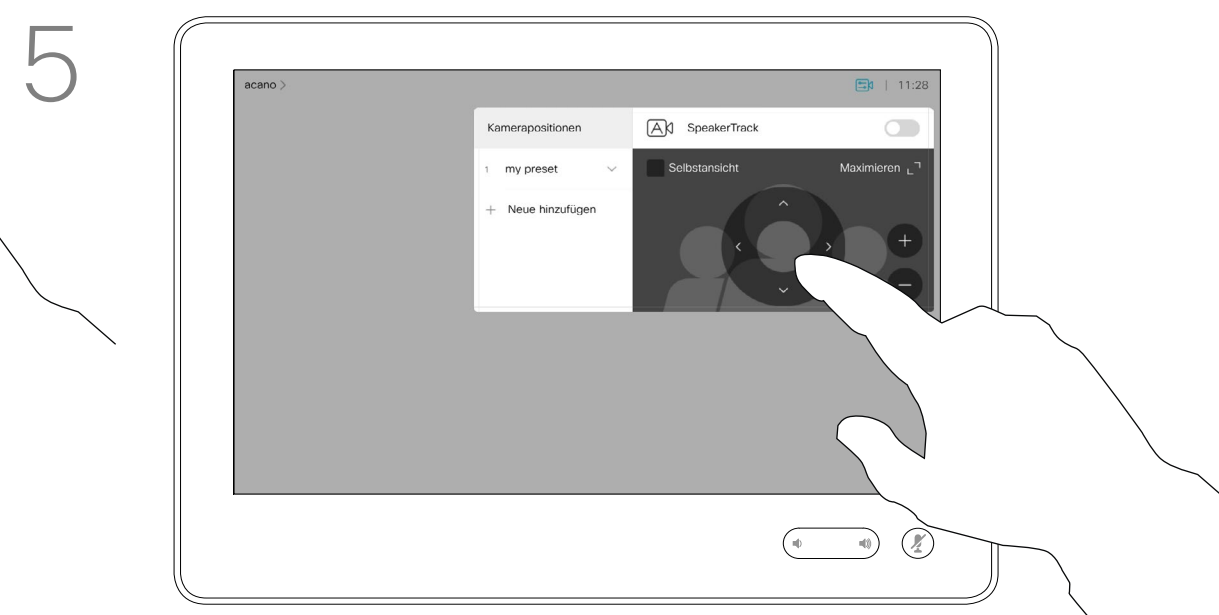 5
acano >
11:28
Kamerapositionen
SpeakerTrack
1 my preset
Selbstansicht
Maximieren
+ Neue hinzufügen